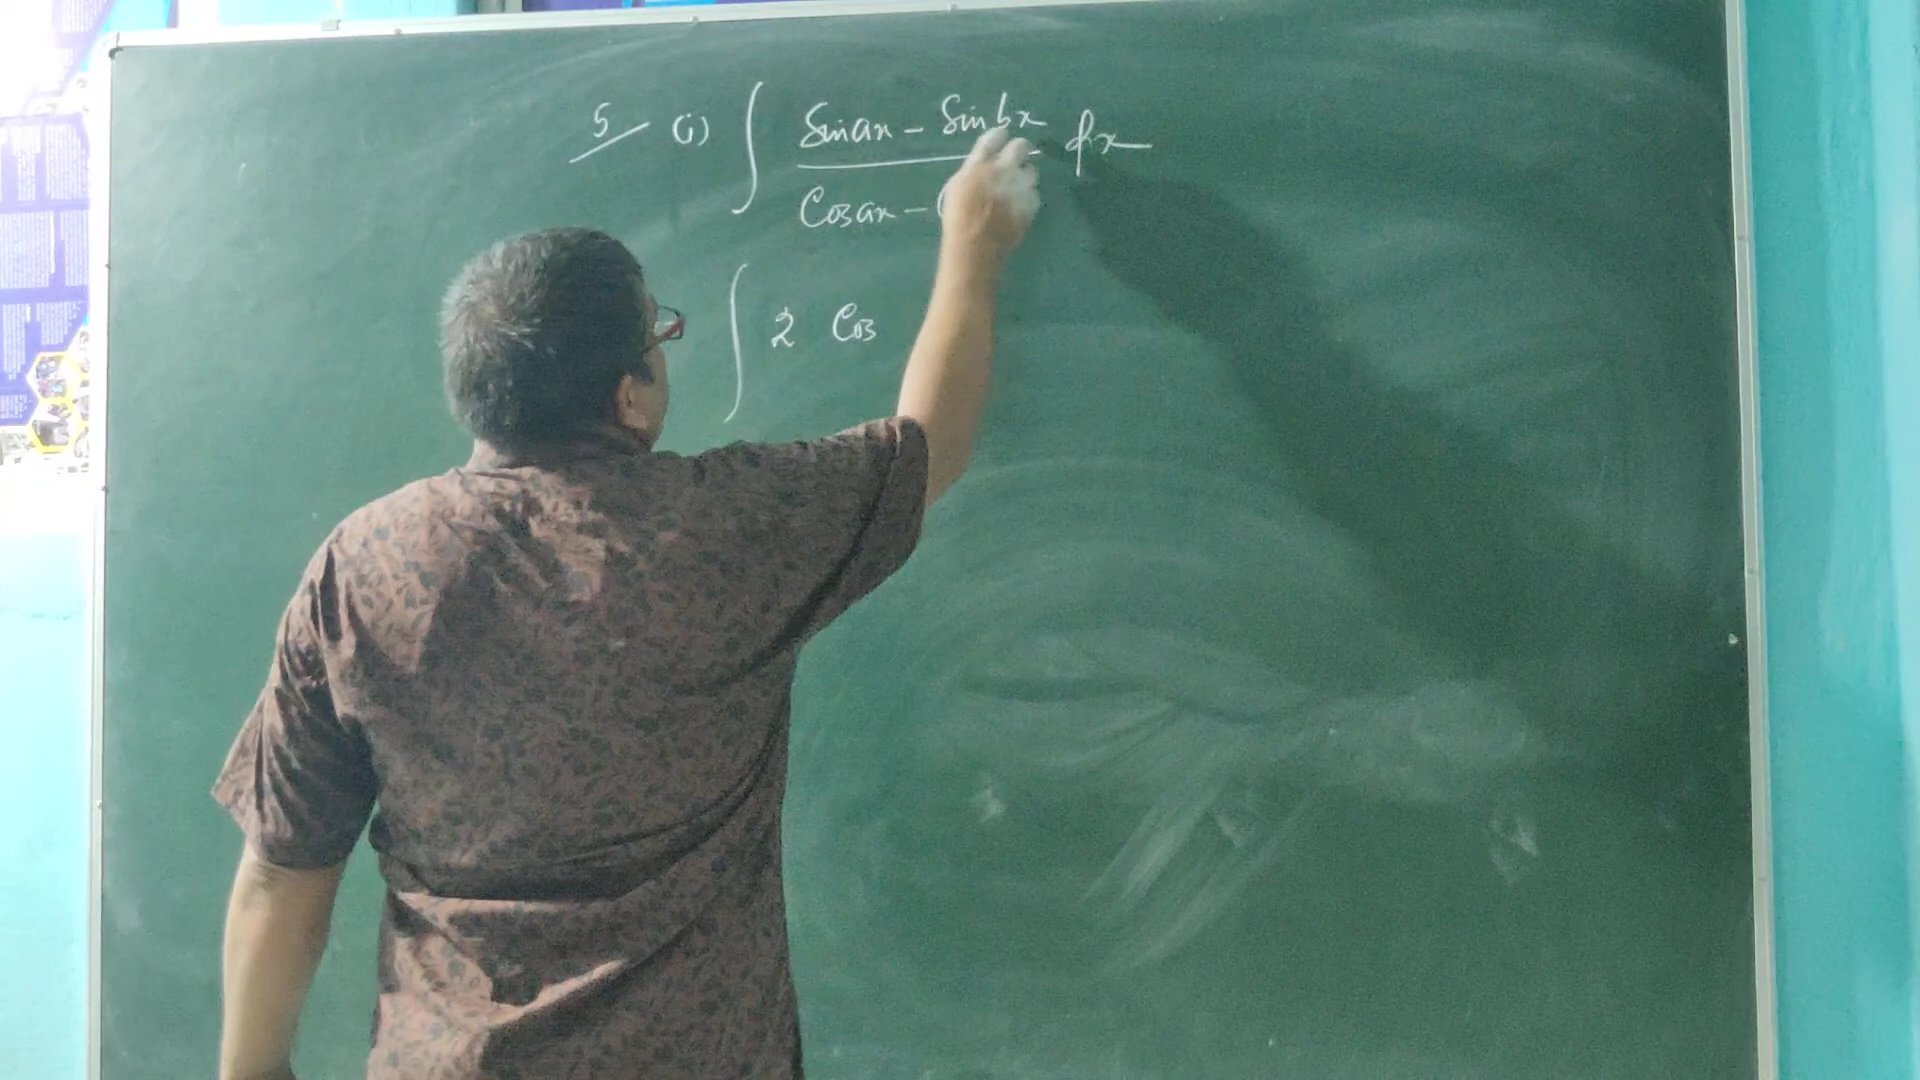 5 (i) ∫ Sin ax - Sin bx / Cos ax - dx
∫ 2 Cos